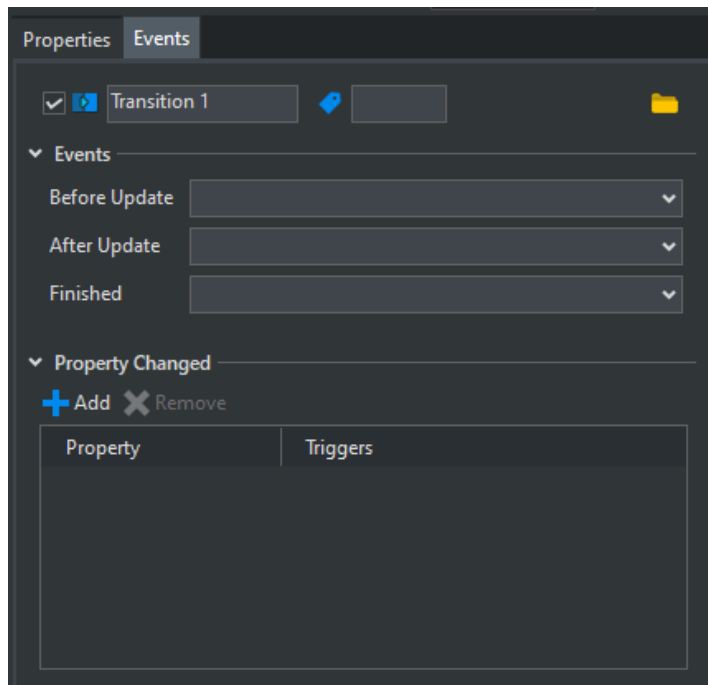 Properties Events
Transition 1
Events
Before Update
After Update
Finished
Property Changed
Add Remove
Property Triggers